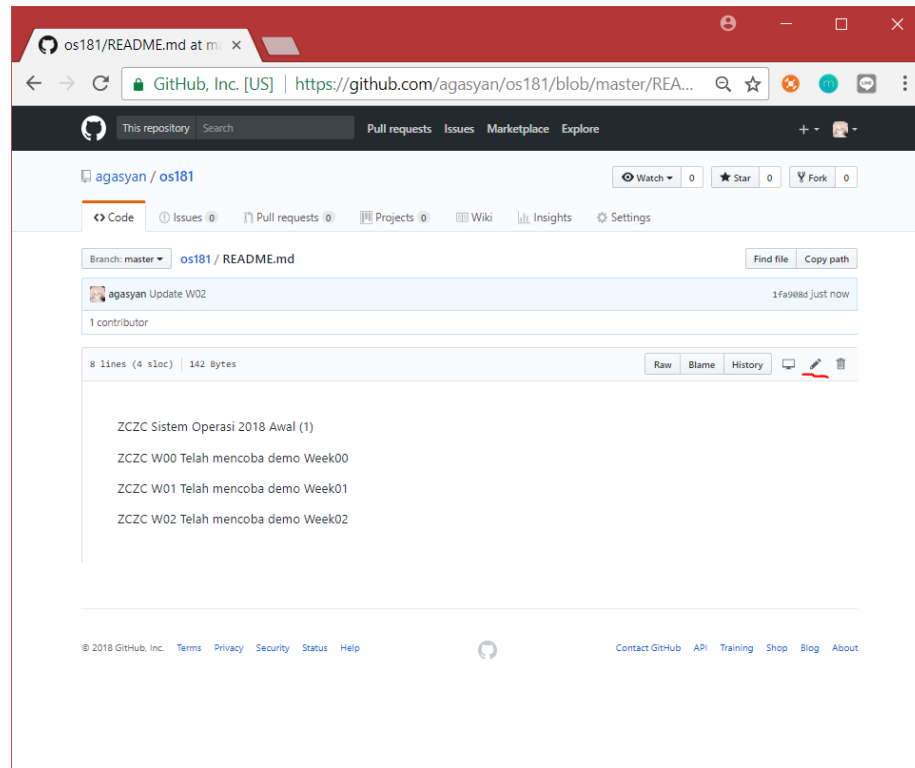 os181/README.md at m
GitHub, Inc. [US] | https://github.com/agasyan/os181/blob/master/REA...
This repository Search Pull requests Issues Marketplace Explore
agasyan / os181 Watch 0 Star 0 Fork 0
<> Code Issues 0 Pull requests 0 Projects 0 Wiki Insights Settings
Branch: master os181 / README.md Find file Copy path
agasyan Update W02 1fa908d just now
1 contributor
8 lines (4 sloc) | 142 Bytes Raw Blame History
ZCZC Sistem Operasi 2018 Awal (1)
ZCZC W00 Telah mencoba demo Week00
ZCZC W01 Telah mencoba demo Week01
ZCZC W02 Telah mencoba demo Week02
© 2018 GitHub, Inc. Terms Privacy Security Status Help Contact GitHub API Training Shop Blog About